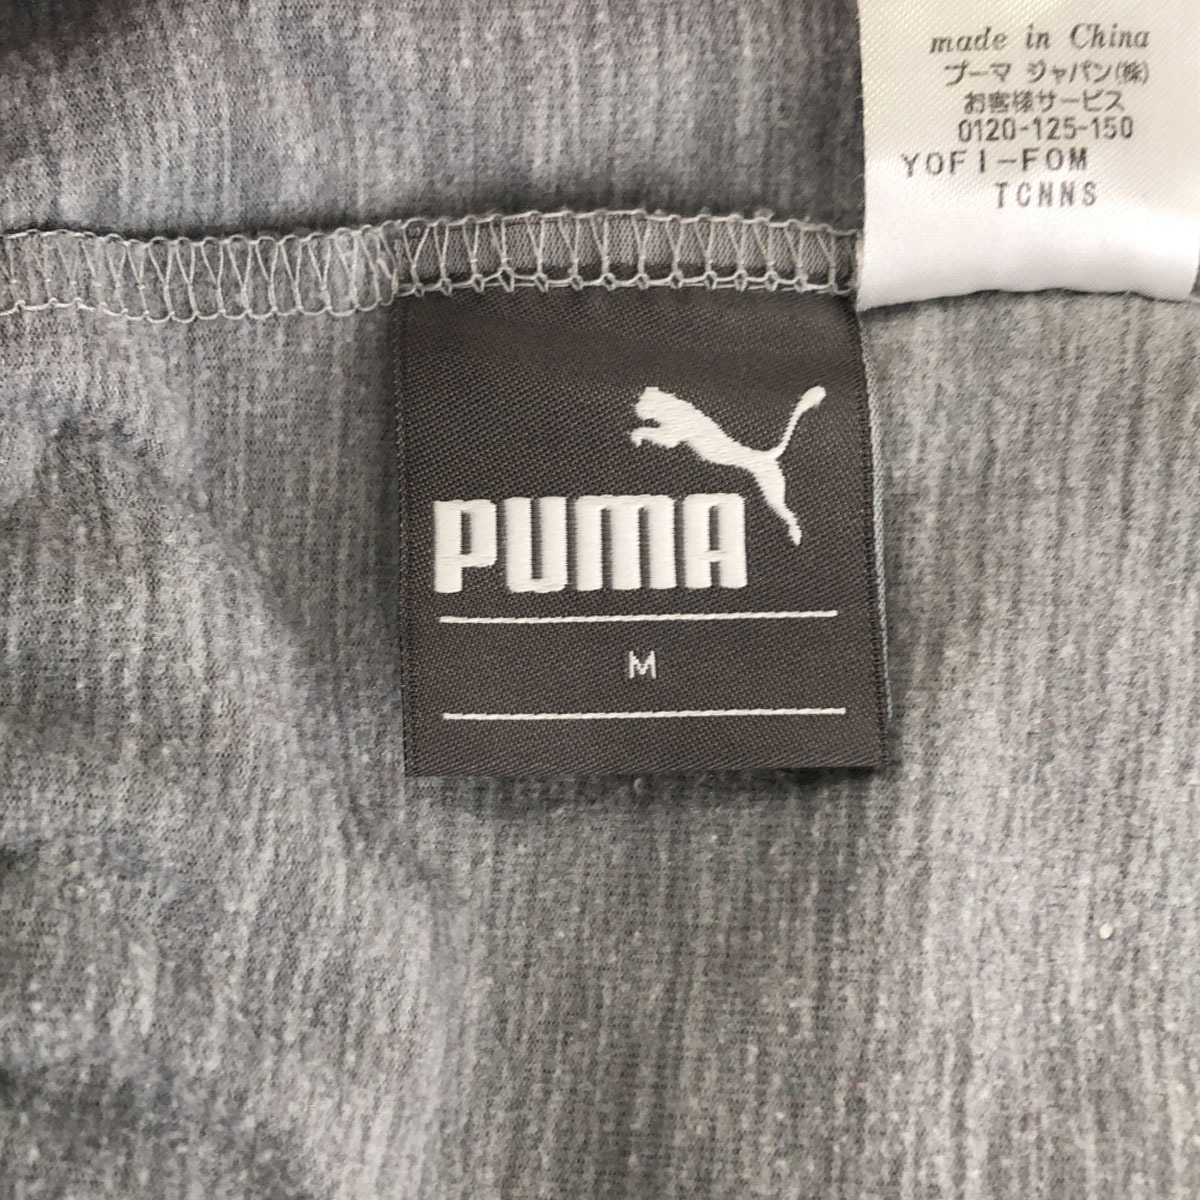 made in China
プーマ ジャパン(株)
お客様サービス
0120-125-150
YOFI-FOM
TCNNS
PUMA
M